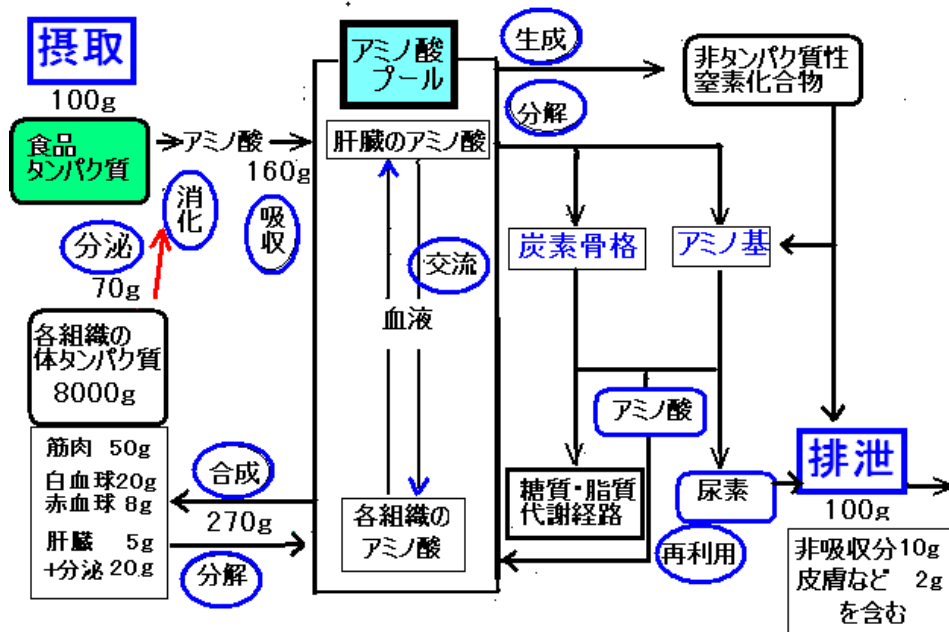 摂取
100g
食品
タンパク質
アミノ酸
160g
消化
吸収
分泌
70g
各組織の
体タンパク質
8000g
筋肉 50g
白血球20g
赤血球 8g
肝臓 5g
+分泌 20g
合成
270g
分解
アミノ酸
プール
肝臓のアミノ酸
交流
血液
各組織の
アミノ酸
生成
分解
非タンパク質性
窒素化合物
炭素骨格
アミノ基
アミノ酸
糖質・脂質
代謝経路
尿素
再利用
排泄
100g
非吸収分10g
皮膚など 2g
を含む